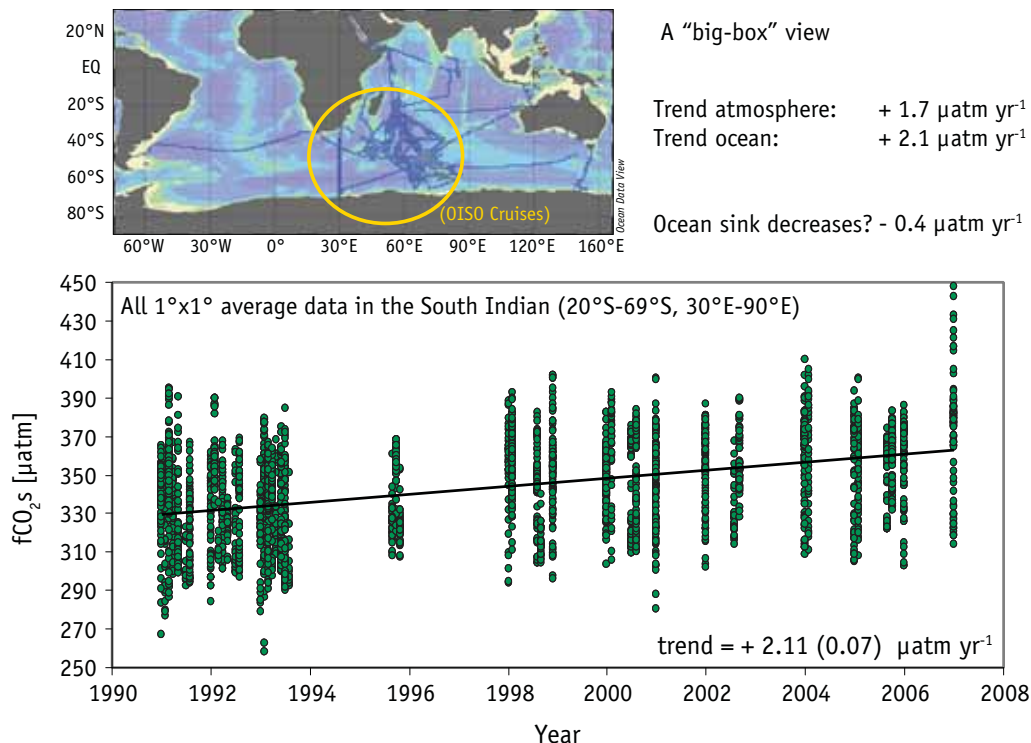 20°N
EQ
20°S
40°S
60°S
80°S
60°W 30°W 0° 30°E 60°E 90°E 120°E 160°E
(OISO Cruises)
Ocean Data View
A “big-box” view
Trend atmosphere: + 1.7 µatm yr⁻¹
Trend ocean: + 2.1 µatm yr⁻¹
Ocean sink decreases? - 0.4 µatm yr⁻¹
All 1°x1° average data in the South Indian (20°S-69°S, 30°E-90°E)
fCO₂s [µatm]
450
430
410
390
370
350
330
310
290
270
250
trend = + 2.11 (0.07) µatm yr⁻¹
1990 1992 1994 1996 1998 2000 2002 2004 2006 2008
Year